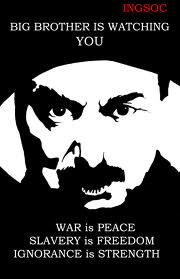 INGSOC
BIG BROTHER IS WATCHING
YOU
WAR is PEACE
SLAVERY is FREEDOM
IGNORANCE is STRENGTH